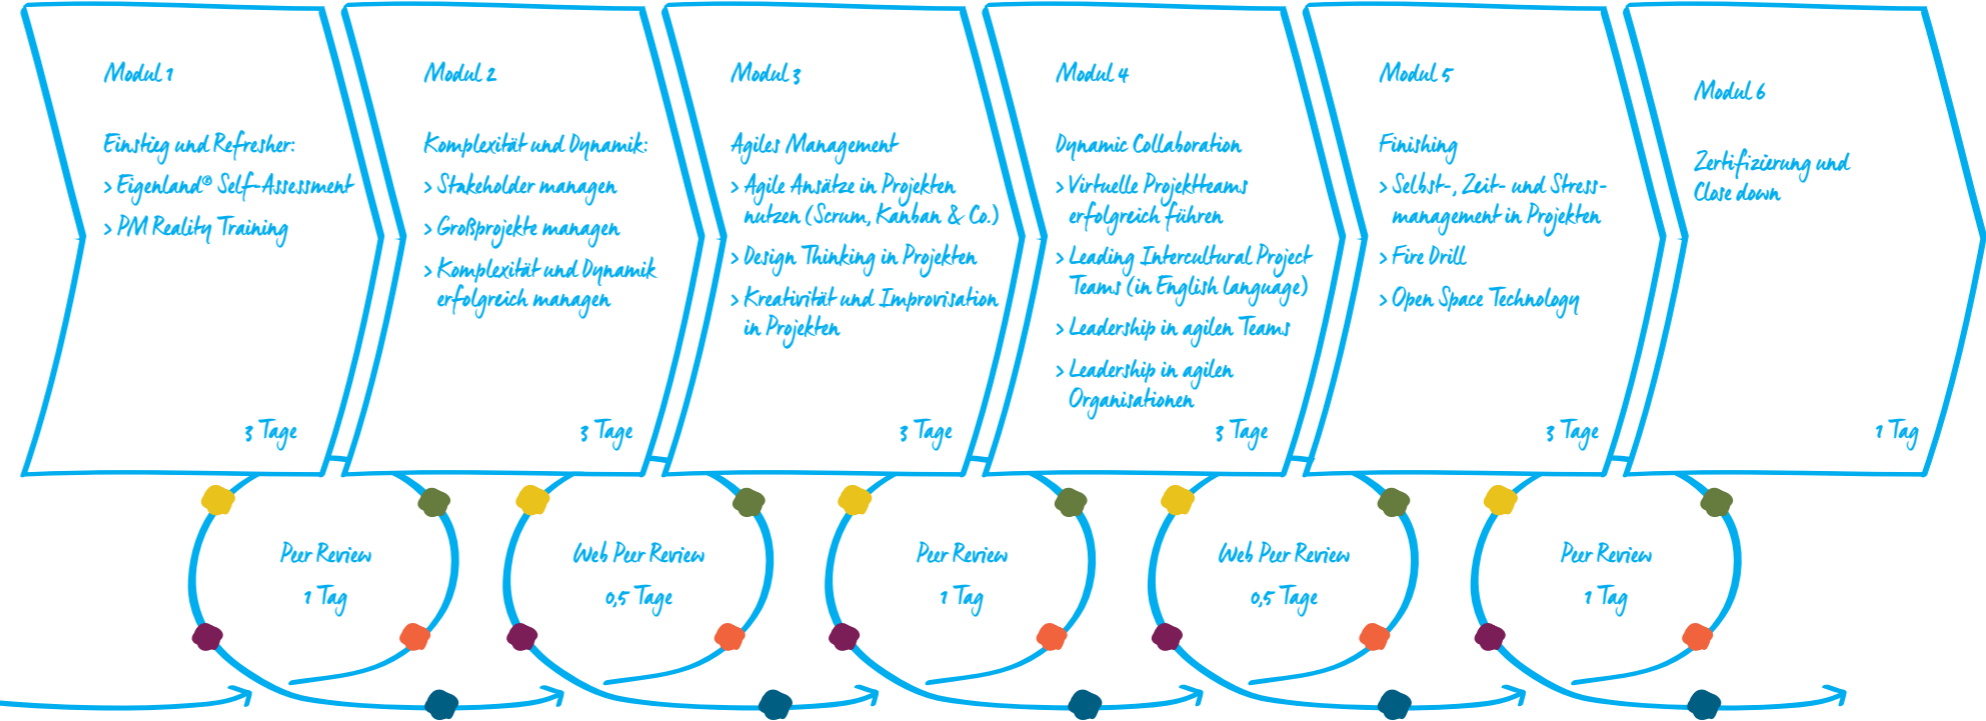 Modul 1
Einstieg und Refresher:
> Eigenland® Self-Assessment
> PM Reality Training
3 Tage
Modul 2
Komplexität und Dynamik:
> Stakeholder managen
> Großprojekte managen
> Komplexität und Dynamik
erfolgreich managen
3 Tage
Modul 3
Agiles Management
> Agile Ansätze in Projekten
nutzen (Scrum, Kanban & Co.)
> Design Thinking in Projekten
> Kreativität und Improvisation
in Projekten
3 Tage
Modul 4
Dynamic Collaboration
> Virtuelle Projektteams
erfolgreich führen
> Leading Intercultural Project
Teams (in English language)
> Leadership in agilen Teams
> Leadership in agilen
Organisationen
3 Tage
Modul 5
Finishing
> Selbst-, Zeit- und Stress-
management in Projekten
> Fire Drill
> Open Space Technology
3 Tage
Modul 6
Zertifizierung und
Close down
1 Tag
Peer Review
1 Tag
Web Peer Review
0,5 Tage
Peer Review
1 Tag
Web Peer Review
0,5 Tage
Peer Review
1 Tag